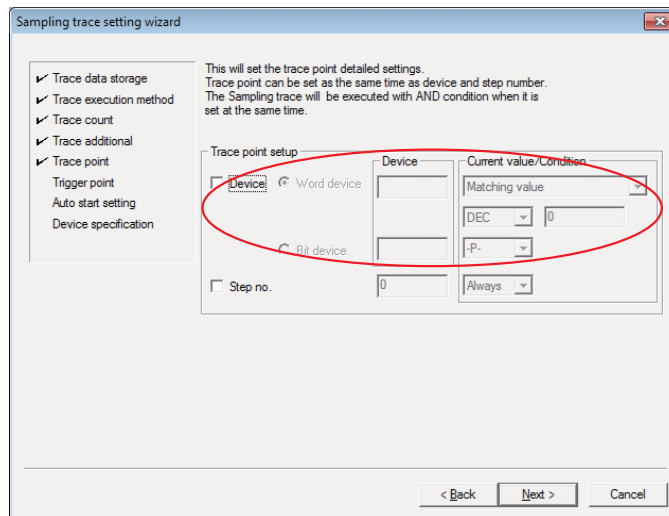 Sampling trace setting wizard
Trace data storage
Trace execution method
Trace count
Trace additional
Trace point
Trigger point
Auto start setting
Device specification
This will set the trace point detailed settings.
Trace point can be set as the same time as device and step number.
The Sampling trace will be executed with AND condition when it is
set at the same time.
Trace point setup
Device
Current value/Condition
Device
Word device
Matching value
DEC
0
Bit device
-P-
Step no.
0
Always
< Back
Next >
Cancel